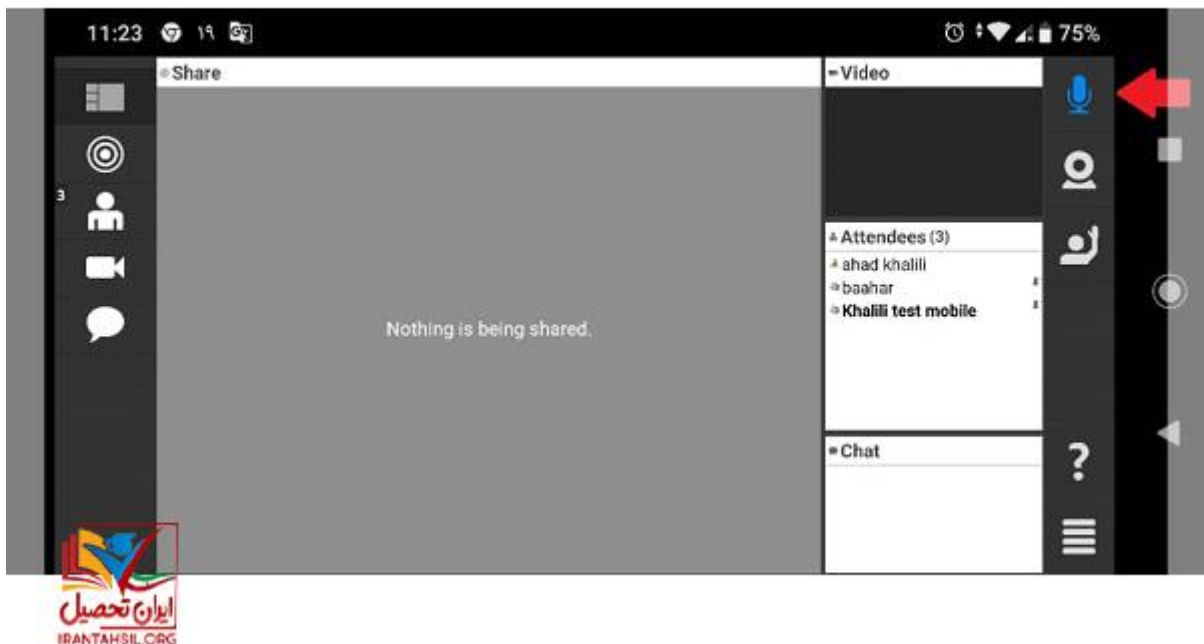 11:23 ۱۹ 75%
Share
Video
3
Attendees (3)
ahad khalili
baahar
Khalili test mobile
Nothing is being shared.
Chat
?
ایران تحصیل
IRANTAHSIL.ORG